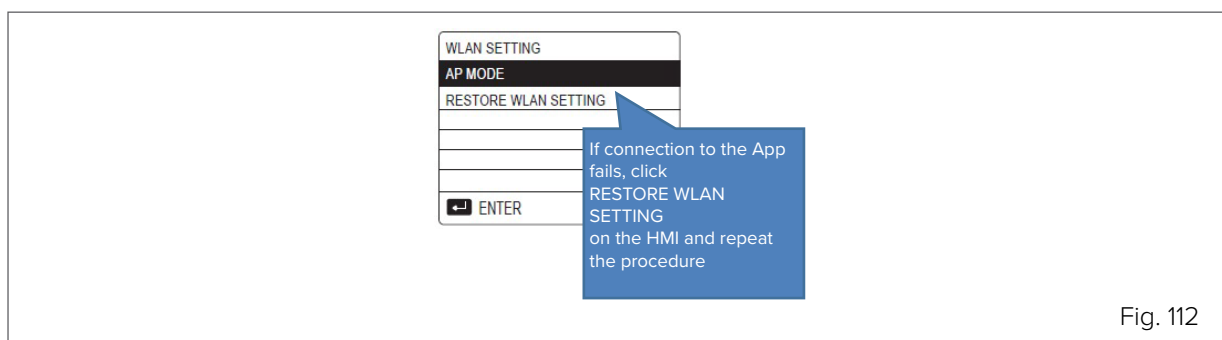 WLAN SETTING
AP MODE
RESTORE WLAN SETTING
If connection to the App
fails, click
RESTORE WLAN
SETTING
on the HMI and repeat
the procedure
ENTER
Fig. 112